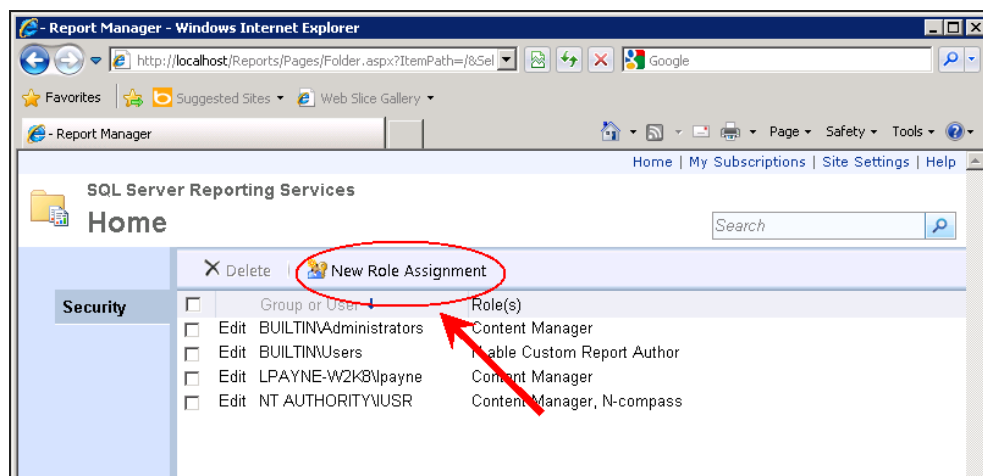 - Report Manager - Windows Internet Explorer
http://localhost/Reports/Pages/Folder.aspx?ItemPath=/&Sel
Google
Favorites Suggested Sites Web Slice Gallery
- Report Manager Page Safety Tools
Home | My Subscriptions | Site Settings | Help
SQL Server Reporting Services
Home
Search
Delete | New Role Assignment
Security
Group or User Role(s)
Edit BUILTIN\Administrators Content Manager
Edit BUILTIN\Users Custom Report Author
Edit LPAYNE-W2K8\lpayne Content Manager
Edit NT AUTHORITY\IUSR Content Manager, N-compass